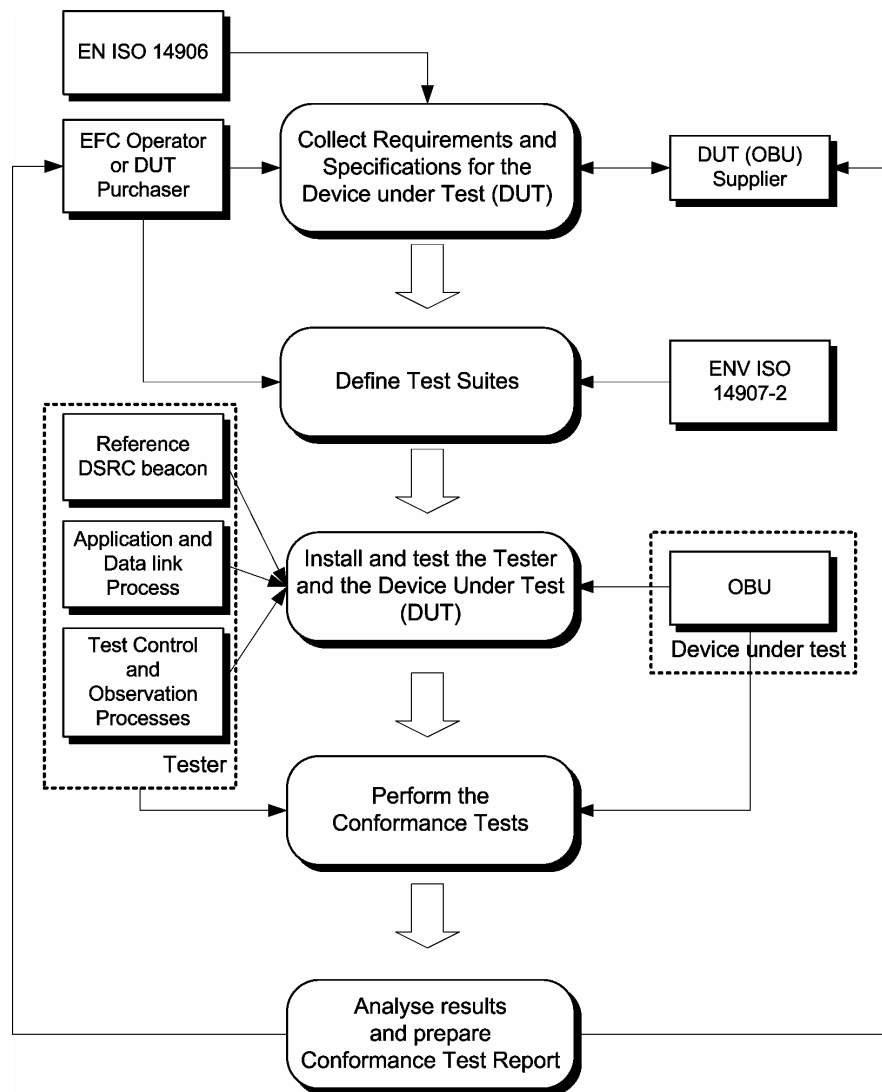 EN ISO 14906
EFC Operator
or DUT
Purchaser
Collect Requirements and
Specifications for the
Device under Test (DUT)
DUT (OBU)
Supplier
Define Test Suites
ENV ISO
14907-2
Reference
DSRC beacon
Application and
Data link
Process
Test Control
and
Observation
Processes
Tester
Install and test the Tester
and the Device Under Test
(DUT)
OBU
Device under test
Perform the
Conformance Tests
Analyse results
and prepare
Conformance Test Report